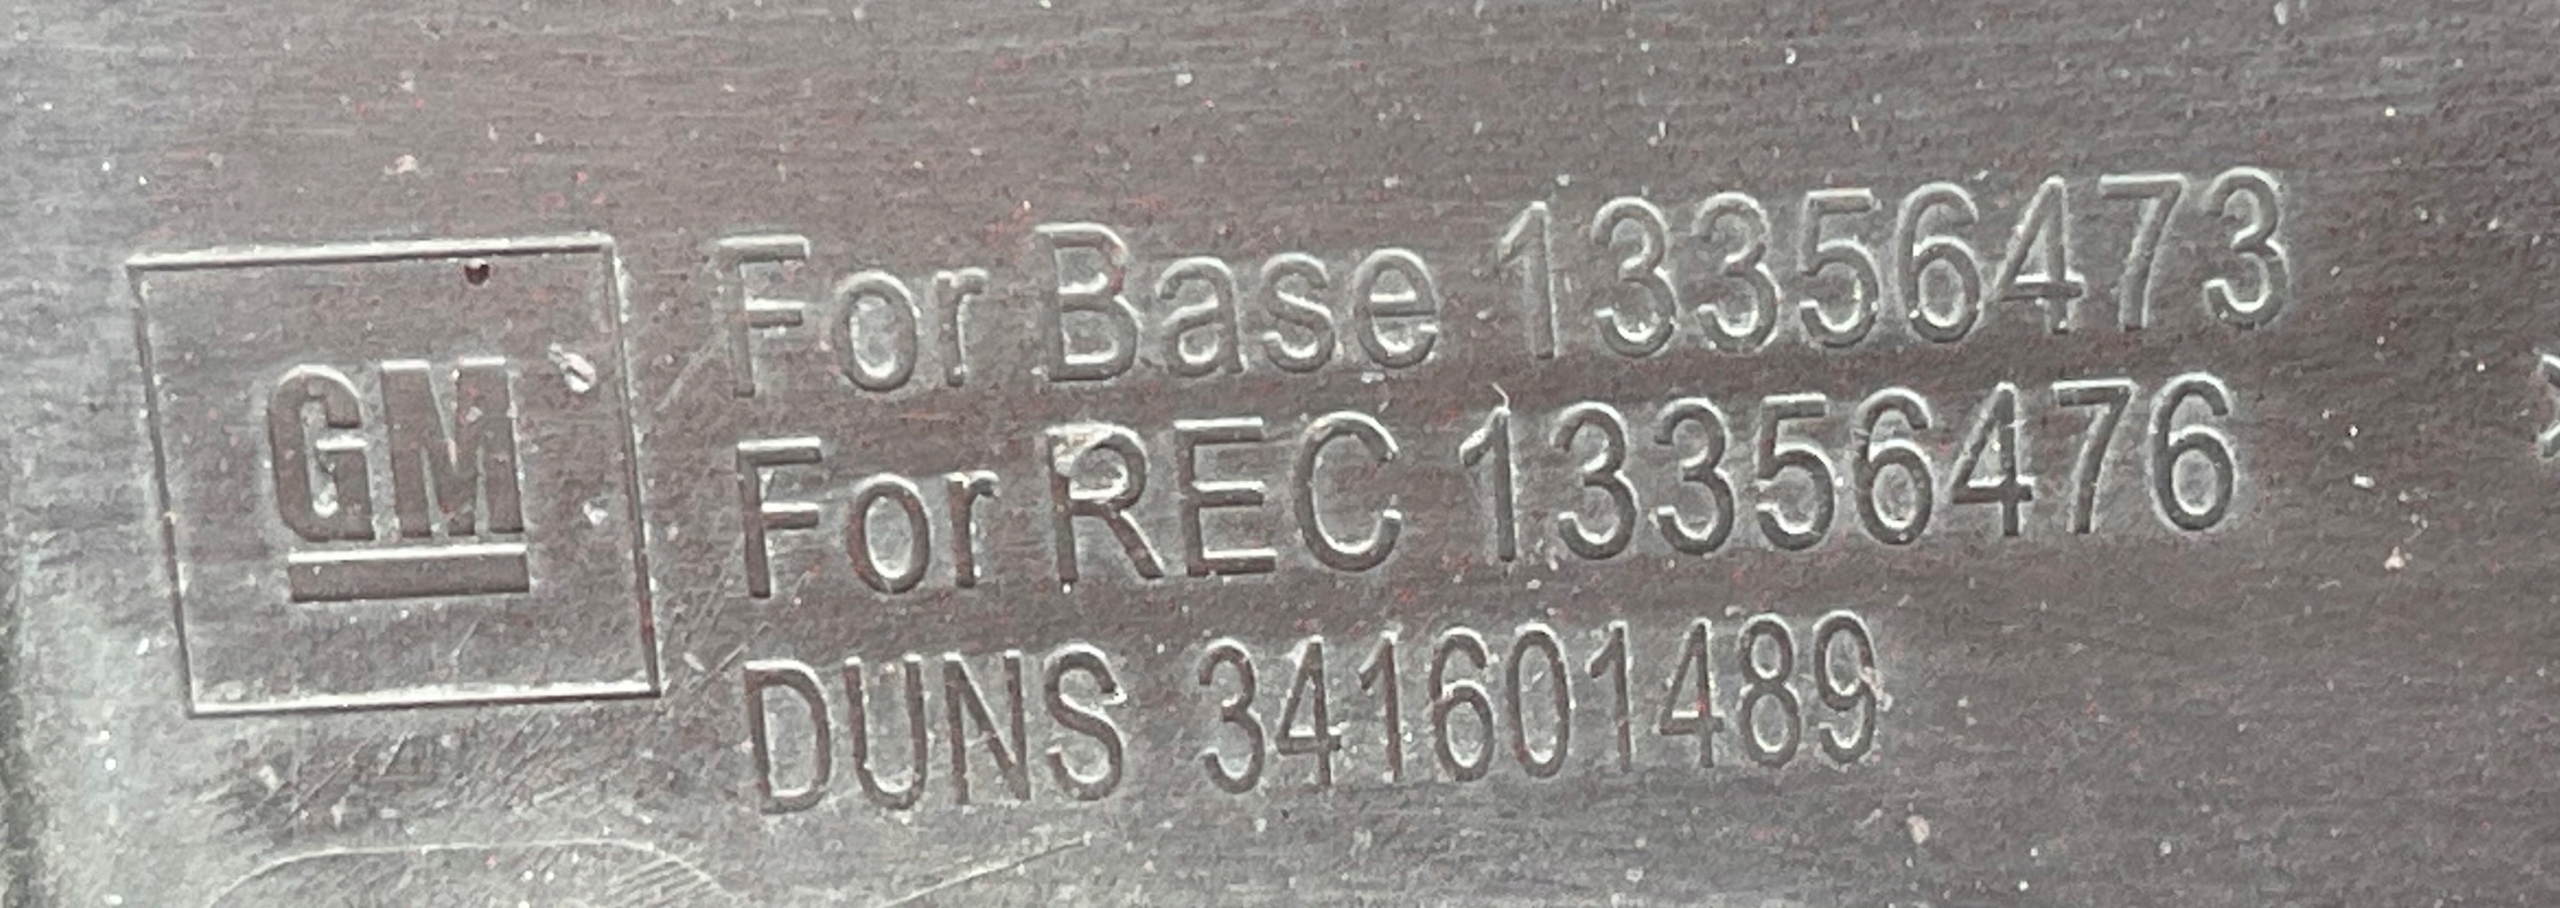 GM
For Base 13356473
For REC 13356476
DUNS 341601489